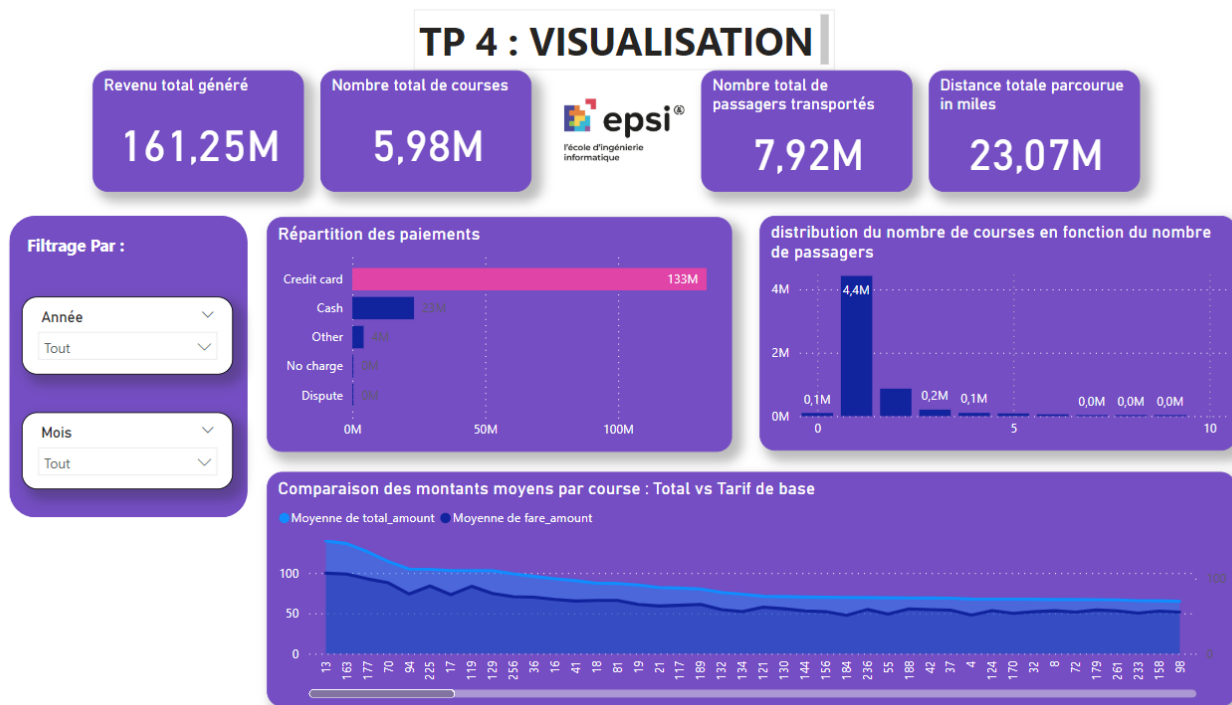 TP 4 : VISUALISATION
Revenu total généré
161,25M
Nombre total de courses
5,98M
epsi®
l'école d'ingénierie
informatique
Nombre total de
passagers transportés
7,92M
Distance totale parcourue
in miles
23,07M
Filtrage Par :
Année
Tout
Mois
Tout
Répartition des paiements
Credit card
133M
Cash
23M
Other
4M
No charge
0M
Dispute
0M
0M 50M 100M
distribution du nombre de courses en fonction du nombre
de passagers
4M
2M
0M
0,1M 4,4M 0,2M 0,1M 0,0M 0,0M 0,0M
0 5 10
Comparaison des montants moyens par course : Total vs Tarif de base
Moyenne de total_amount Moyenne de fare_amount
100 100
50
0 0
13 163 177 70 94 225 17 119 129 256 36 16 41 18 81 19 21 117 189 132 134 121 130 144 156 184 236 55 188 42 37 4 124 170 32 8 72 179 261 233 158 98